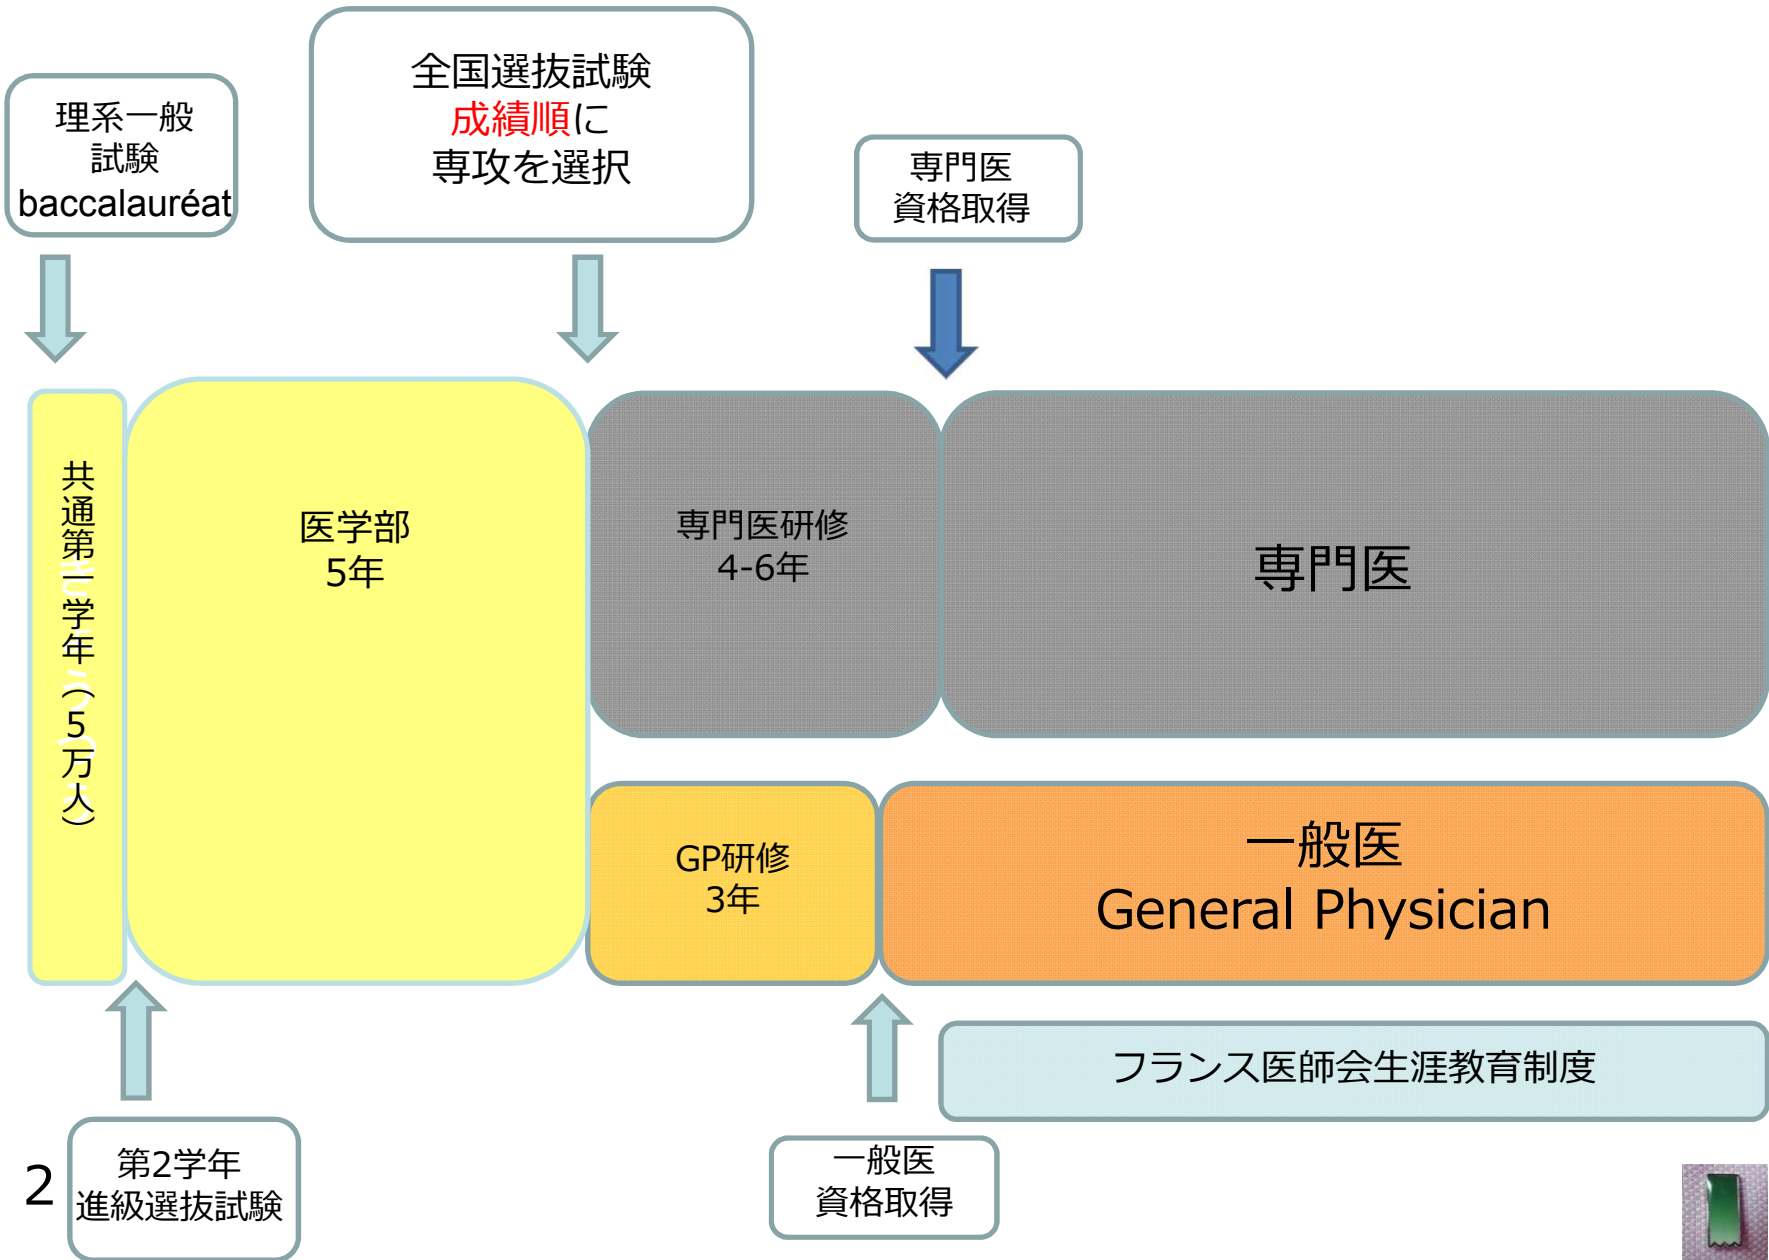 理系一般
試験
baccalauréat
全国選抜試験
成績順に
専攻を選択
専門医
資格取得
共通第一学年（5万人）
医学部
5年
専門医研修
4-6年
専門医
GP研修
3年
一般医
General Physician
フランス医師会生涯教育制度
第2学年
進級選抜試験
一般医
資格取得
2